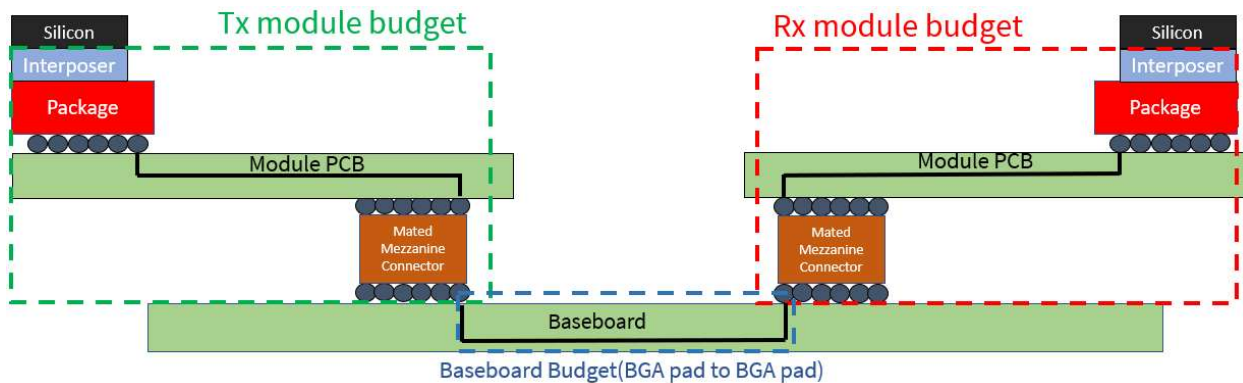 Tx module budget
Rx module budget
Silicon
Silicon
Interposer
Interposer
Package
Package
Module PCB
Module PCB
Mated
Mezzanine
Connector
Mated
Mezzanine
Connector
Baseboard
Baseboard Budget(BGA pad to BGA pad)